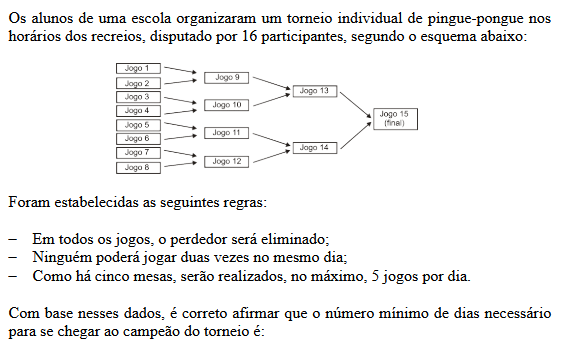 Os alunos de uma escola organizaram um torneio individual de pingue-pongue nos
horários dos recreios, disputado por 16 participantes, segundo o esquema abaixo:
Jogo 1
Jogo 2
Jogo 3
Jogo 4
Jogo 5
Jogo 6
Jogo 7
Jogo 8
Jogo 9
Jogo 10
Jogo 11
Jogo 12
Jogo 13
Jogo 14
Jogo 15
(final)
Foram estabelecidas as seguintes regras:
– Em todos os jogos, o perdedor será eliminado;
– Ninguém poderá jogar duas vezes no mesmo dia;
– Como há cinco mesas, serão realizados, no máximo, 5 jogos por dia.
Com base nesses dados, é correto afirmar que o número mínimo de dias necessário
para se chegar ao campeão do torneio é: